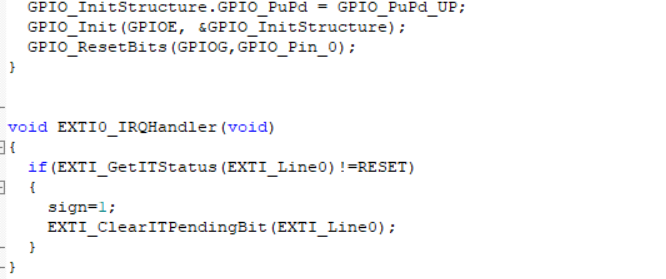 GPIO_InitStructure.GPIO_PuPd = GPIO_PuPd_UP;
GPIO_Init(GPIOE, &GPIO_InitStructure);
GPIO_ResetBits(GPIOG,GPIO_Pin_0);
}
void EXTI0_IRQHandler(void)
{
if(EXTI_GetITStatus(EXTI_Line0)!=RESET)
{
sign=1;
EXTI_ClearITPendingBit(EXTI_Line0);
}
}